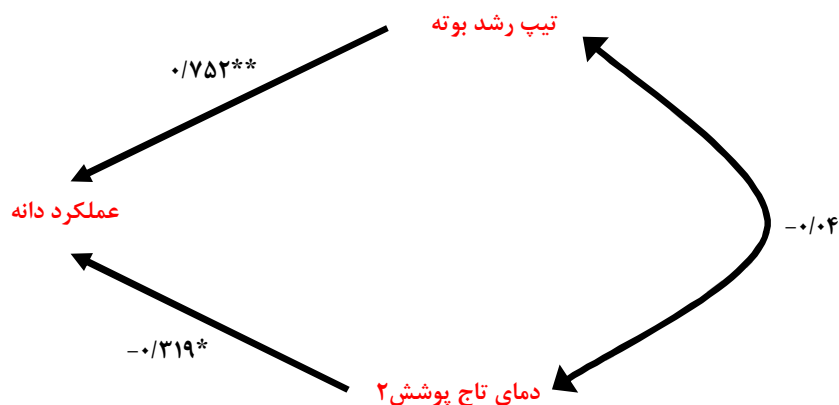 تیپ رشد بوته
۰/۷۵۲**
عملکرد دانه
−۰/۰۴
−۰/۳۱۹*
دمای تاج پوشش۲